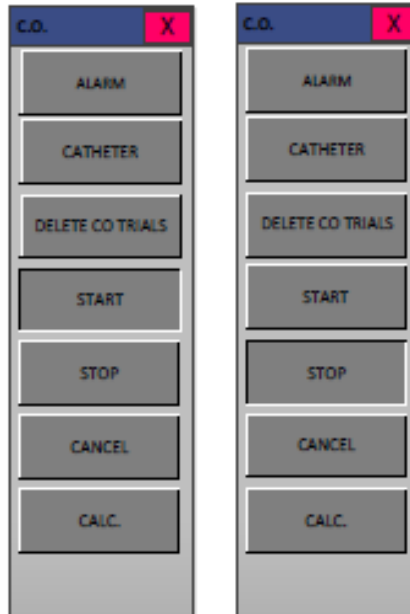 C.O. X
ALARM
CATHETER
DELETE CO TRIALS
START
STOP
CANCEL
CALC.
C.O. X
ALARM
CATHETER
DELETE CO TRIALS
START
STOP
CANCEL
CALC.